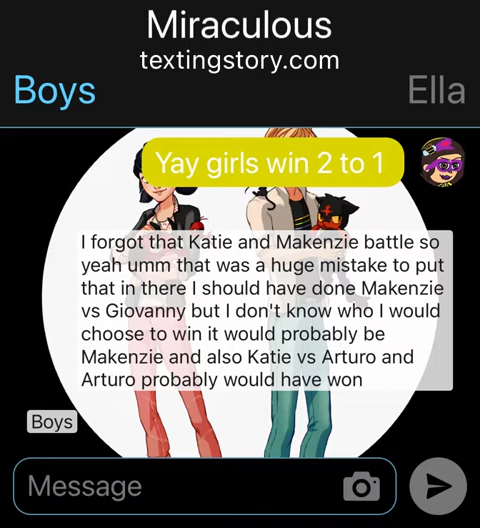 Miraculous
textingstory.com
Boys
Ella
Yay girls win 2 to 1
I forgot that Katie and Makenzie battle so
yeah umm that was a huge mistake to put
that in there I should have done Makenzie
vs Giovanny but I don't know who I would
choose to win it would probably be
Makenzie and also Katie vs Arturo and
Arturo probably would have won
Boys
Message